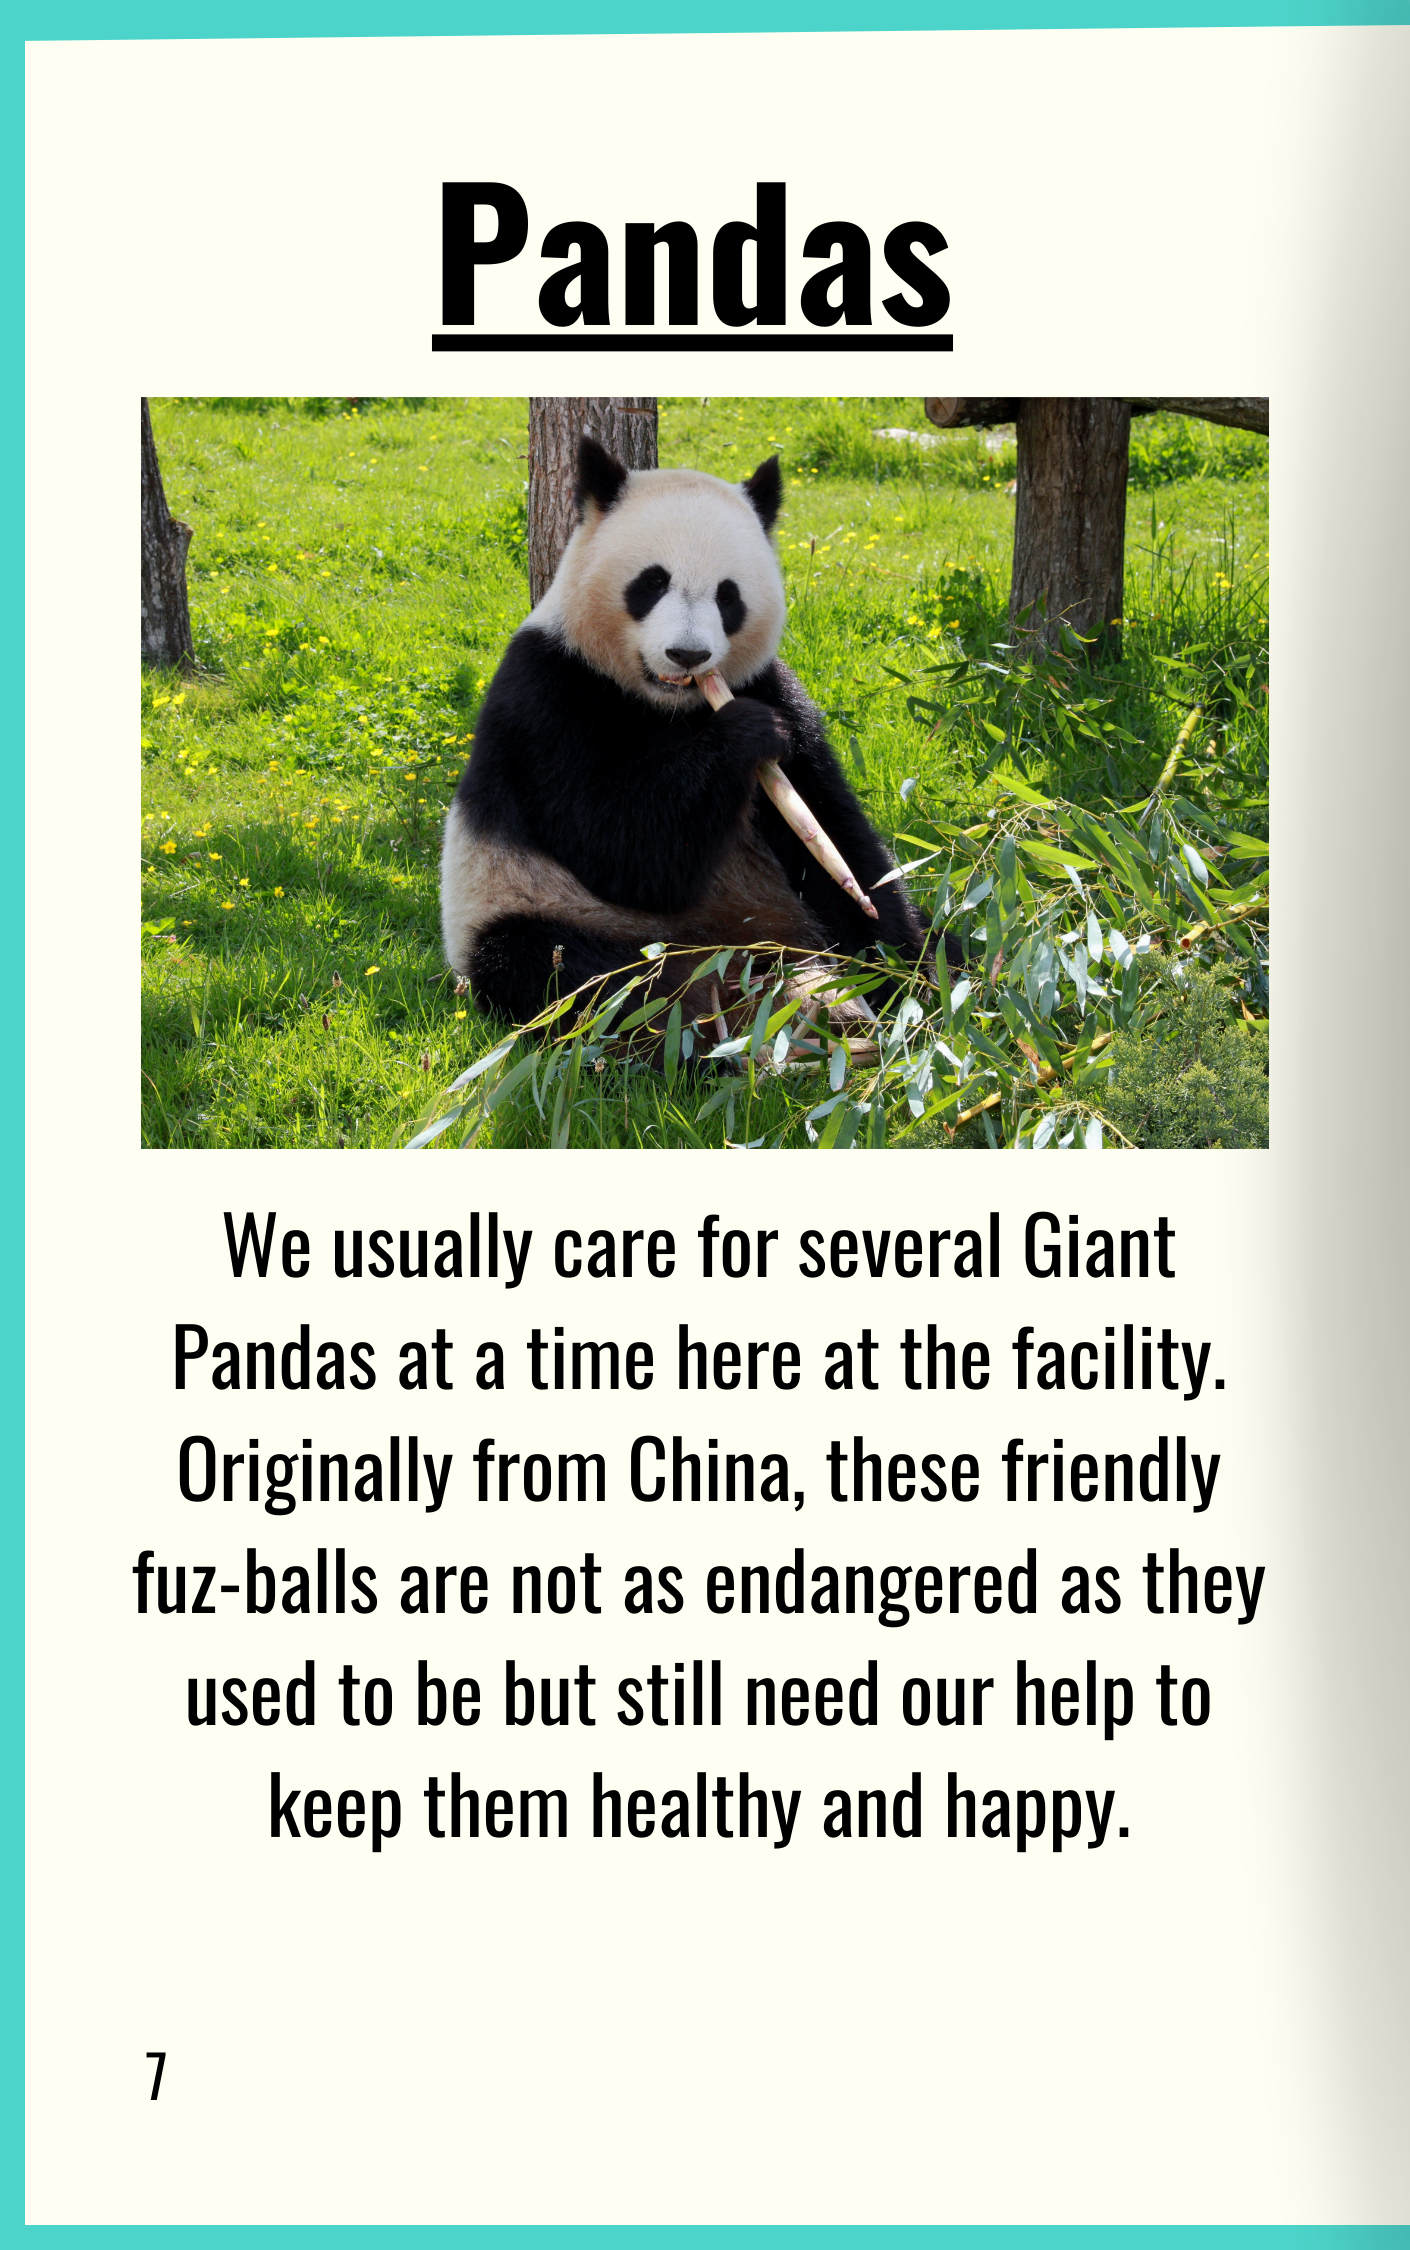 Pandas
We usually care for several Giant
Pandas at a time here at the facility.
Originally from China, these friendly
fuz-balls are not as endangered as they
used to be but still need our help to
keep them healthy and happy.
7